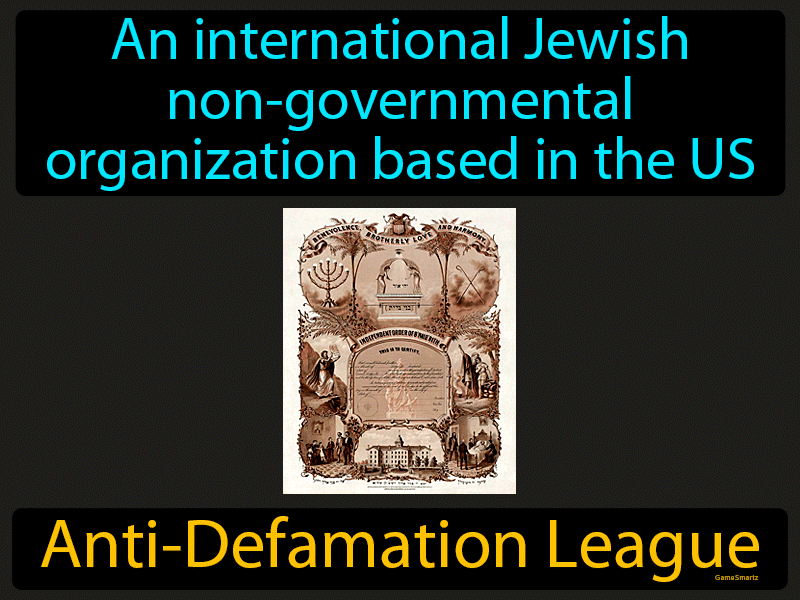 An international Jewish
non-governmental
organization based in the US
BENEVOLENCE, BROTHERLY LOVE AND HARMONY.
INDEPENDENT ORDER OF B'NAI B'RITH
THIS IS TO CERTIFY,
Anti-Defamation League
GameSmartz